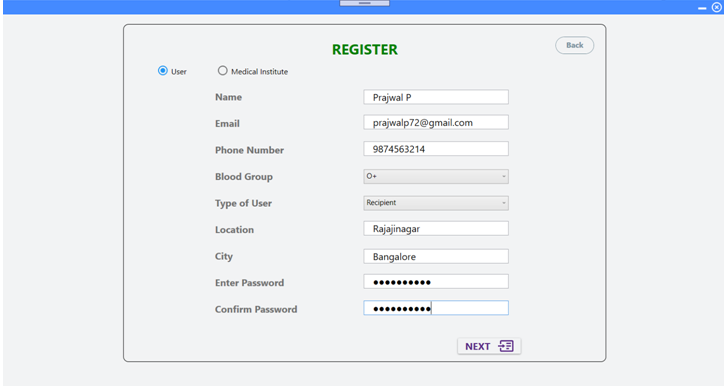 REGISTER
Back
User Medical Institute
Name Prajwal P
Email prajwalp72@gmail.com
Phone Number 9874563214
Blood Group O+
Type of User Recipient
Location Rajajinagar
City Bangalore
Enter Password ●●●●●●●●●●
Confirm Password ●●●●●●●●●●
NEXT